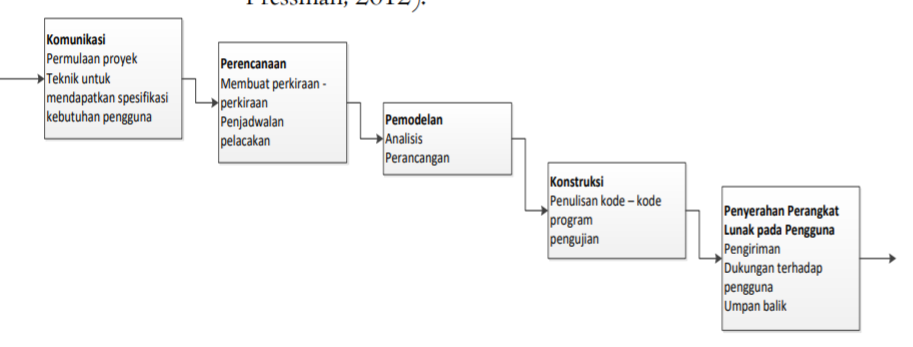 Pressman, 2012).
Komunikasi
Permulaan proyek
Teknik untuk
mendapatkan spesifikasi
kebutuhan pengguna
Perencanaan
Membuat perkiraan -
perkiraan
Penjadwalan
pelacakan
Pemodelan
Analisis
Perancangan
Konstruksi
Penulisan kode – kode
program
pengujian
Penyerahan Perangkat
Lunak pada Pengguna
Pengiriman
Dukungan terhadap
pengguna
Umpan balik